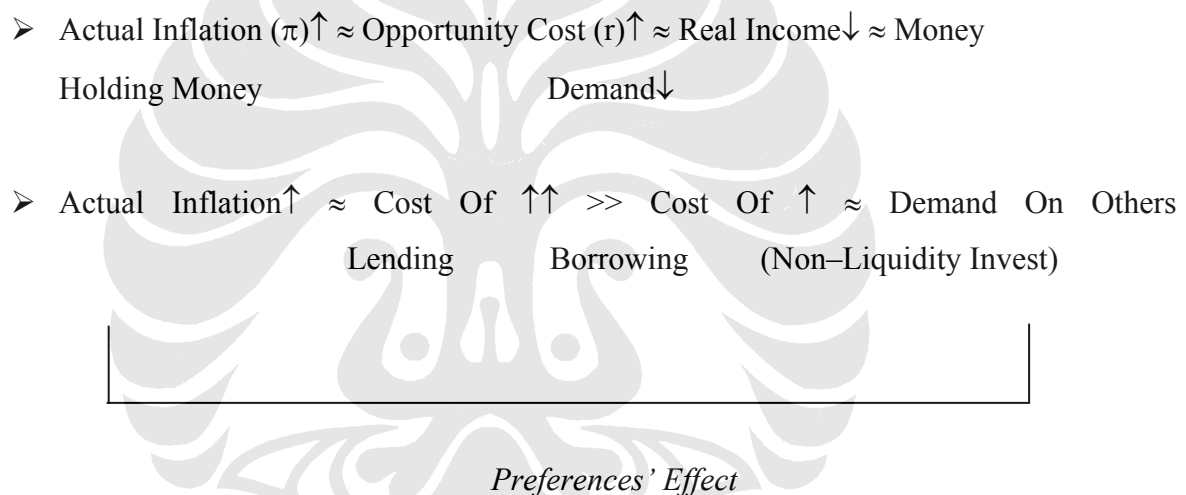 ➢ Actual Inflation (π)↑ ≈ Opportunity Cost (r)↑ ≈ Real Income↓ ≈ Money
Holding Money Demand↓
➢ Actual Inflation↑ ≈ Cost Of ↑↑ >> Cost Of ↑ ≈ Demand On Others
Lending Borrowing (Non–Liquidity Invest)
Preferences’ Effect